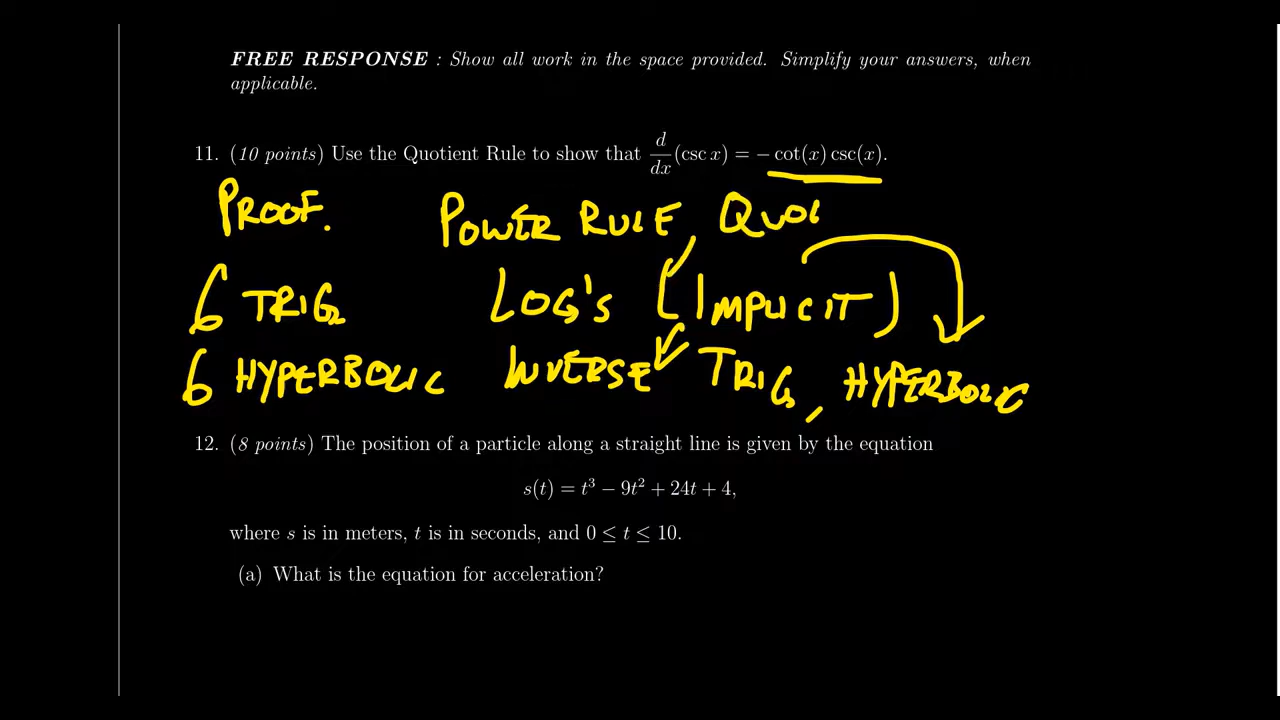 FREE RESPONSE : Show all work in the space provided. Simplify your answers, when
applicable.
11. (10 points) Use the Quotient Rule to show that d/dx (csc x) = − cot(x) csc(x).
PROOF. POWER RULE, QUO
6 TRIG LOG'S (IMPLICIT)
6 HYPERBOLIC INVERSE TRIG, HYPERBOLIC
12. (8 points) The position of a particle along a straight line is given by the equation
s(t) = t³ − 9t² + 24t + 4,
where s is in meters, t is in seconds, and 0 ≤ t ≤ 10.
(a) What is the equation for acceleration?